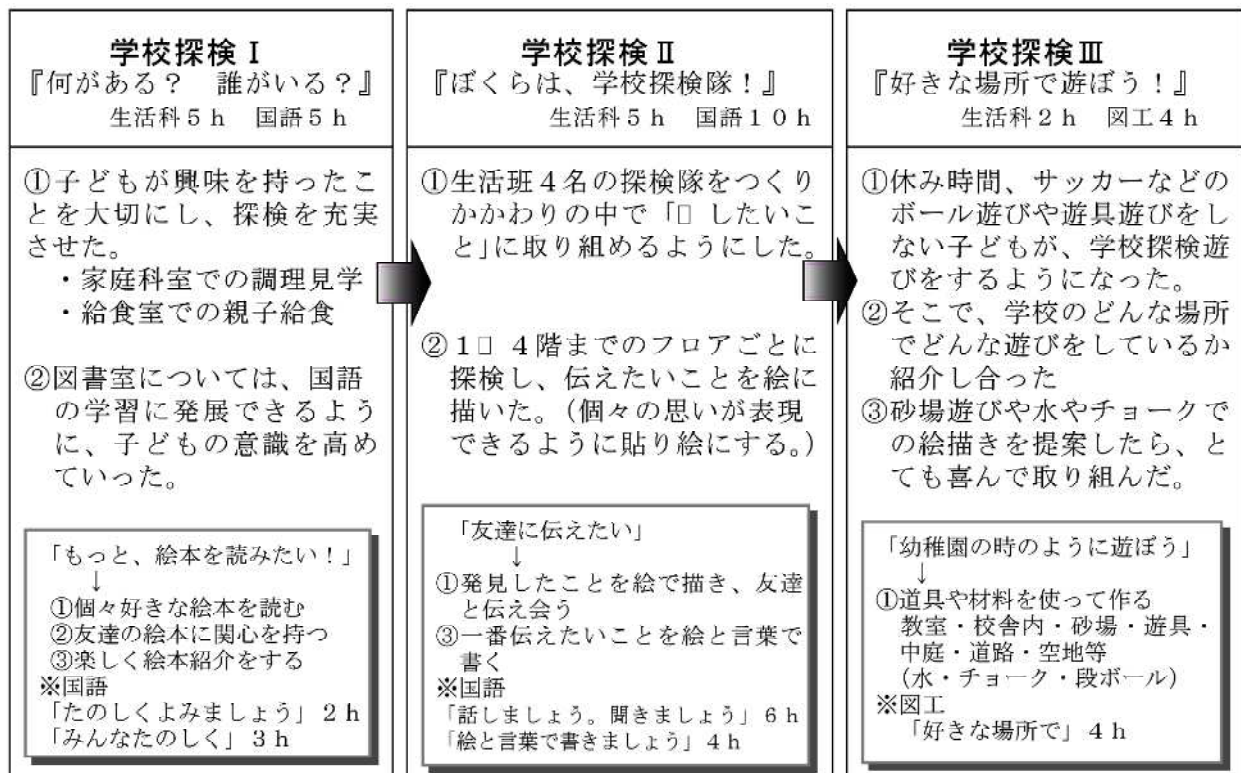 学校探検Ⅰ
『何がある？　誰がいる？』
生活科５ｈ　国語５ｈ
①子どもが興味を持ったこ
とを大切にし、探検を充実
させた。
・家庭科室での調理見学
・給食室での親子給食
②図書室については、国語
の学習に発展できるよう
に、子どもの意識を高め
ていった。
「もっと、絵本を読みたい！」
↓
①個々好きな絵本を読む
②友達の絵本に関心を持つ
③楽しく絵本紹介をする
※国語
「たのしくよみましょう」２ｈ
「みんなたのしく」３ｈ
学校探検Ⅱ
『ぼくらは、学校探検隊！』
生活科５ｈ　国語１０ｈ
①生活班４名の探検隊をつくり
かかわりの中で「□ したいこ
と」に取り組めるようにした。
②１□ ４階までのフロアごとに
探検し、伝えたいことを絵に
描いた。（個々の思いが表現
できるように貼り絵にする。）
「友達に伝えたい」
↓
①発見したことを絵で描き、友達
と伝え会う
③一番伝えたいことを絵と言葉で
書く
※国語
「話しましょう。聞きましょう」６ｈ
「絵と言葉で書きましょう」４ｈ
学校探検Ⅲ
『好きな場所で遊ぼう！』
生活科２ｈ　図工４ｈ
①休み時間、サッカーなどの
ボール遊びや遊具遊びをし
ない子どもが、学校探検遊
びをするようになった。
②そこで、学校のどんな場所
でどんな遊びをしているか
紹介し合った
③砂場遊びや水やチョークで
の絵描きを提案したら、と
ても喜んで取り組んだ。
「幼稚園の時のように遊ぼう」
↓
①道具や材料を使って作る
教室・校舎内・砂場・遊具・
中庭・道路・空地等
（水・チョーク・段ボール）
※図工
「好きな場所で」４ｈ